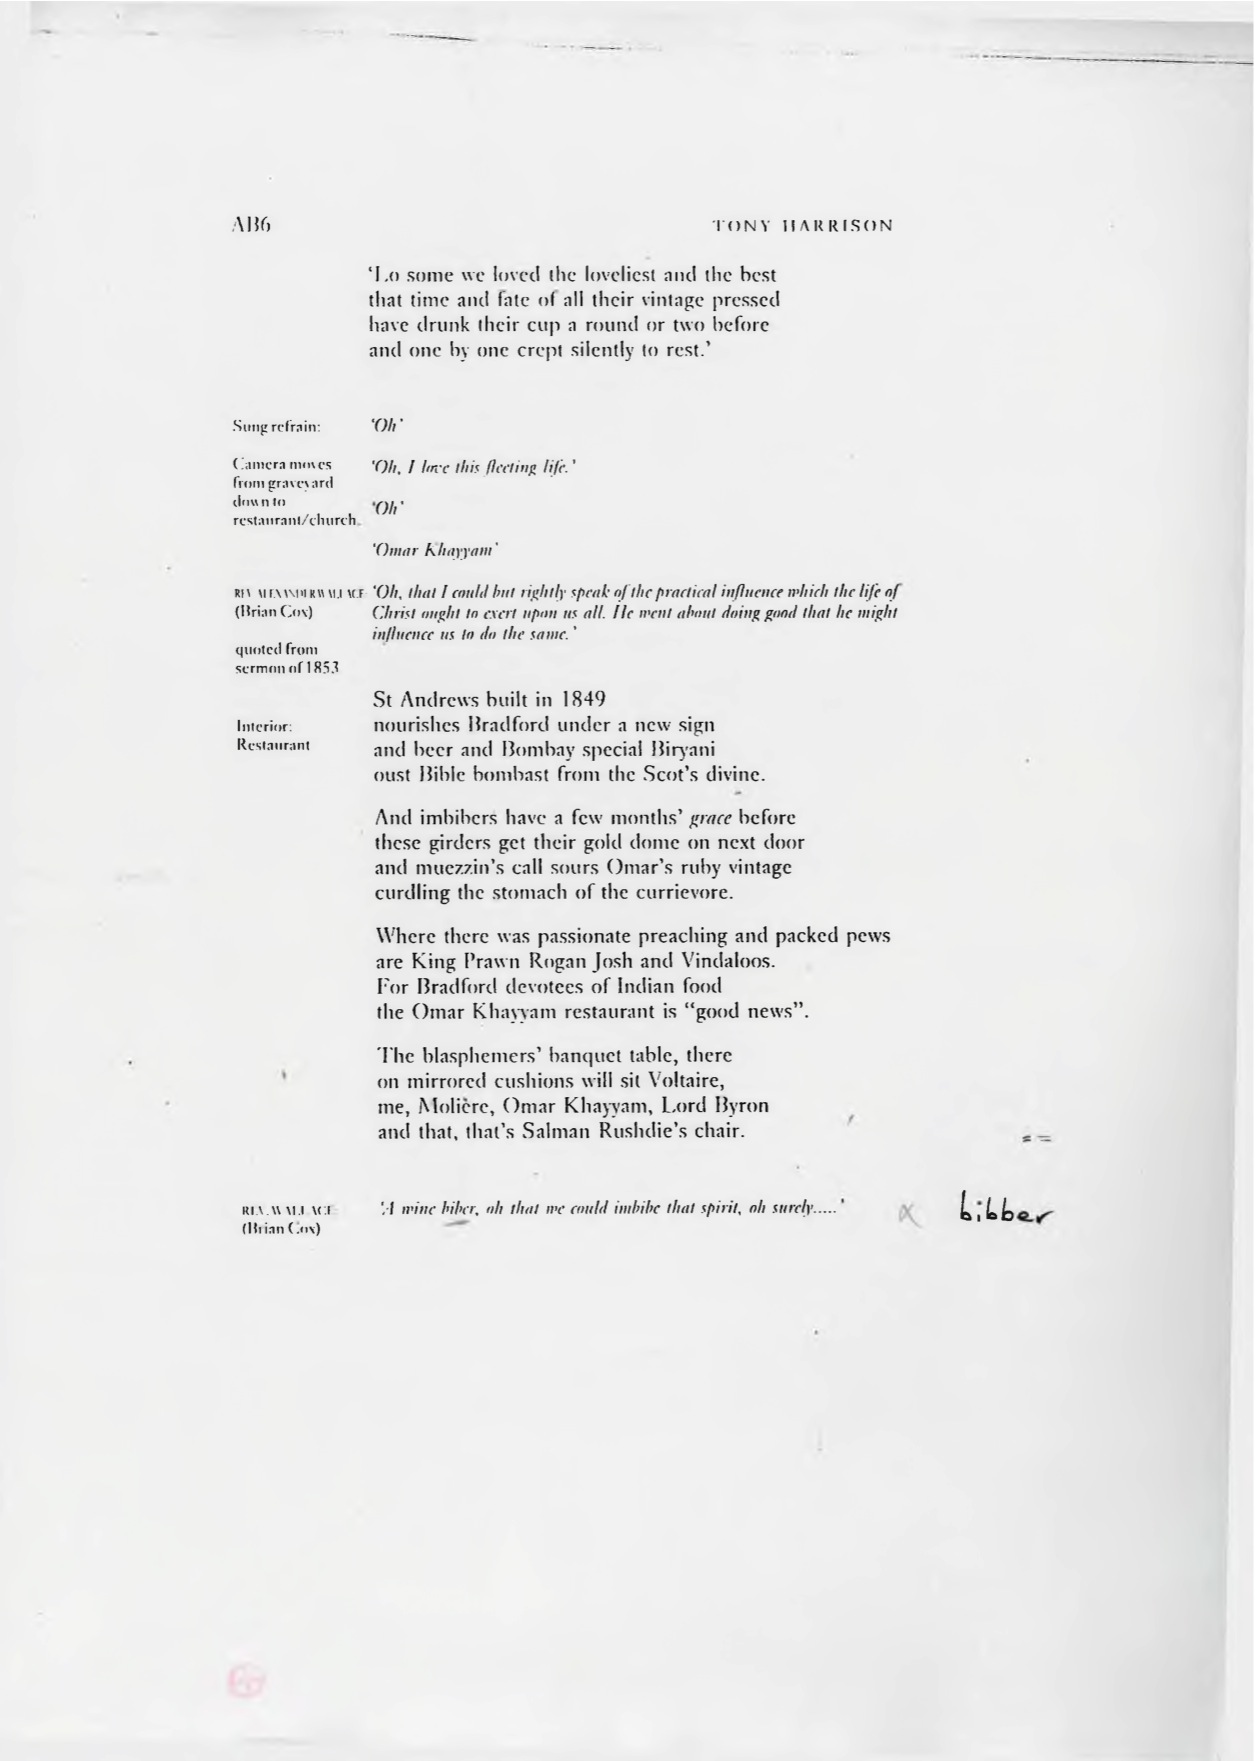 AB6 TONY HARRISON
‘Lo some we loved the loveliest and the best
that time and fate of all their vintage pressed
have drunk their cup a round or two before
and one by one crept silently to rest.’
Sung refrain: ‘Oh’
Camera moves
from graveyard
down to
restaurant/church.
‘Oh, I love this fleeting life.’
‘Oh’
‘Omar Khayyam’
REV ALEXANDER WALLACE
(Brian Cox)
quoted from
sermon of 1853
‘Oh, that I could but rightly speak of the practical influence which the life of
Christ ought to exert upon us all. He went about doing good that he might
influence us to do the same.’
St Andrews built in 1849
Interior:
Restaurant
nourishes Bradford under a new sign
and beer and Bombay special Biryani
oust Bible bombast from the Scot's divine.
And imbibers have a few months’ grace before
these girders get their gold dome on next door
and muezzin’s call sours Omar’s ruby vintage
curdling the stomach of the currievore.
Where there was passionate preaching and packed pews
are King Prawn Rogan Josh and Vindaloos.
For Bradford devotees of Indian food
the Omar Khayyam restaurant is “good news”.
The blasphemers’ banquet table, there
on mirrored cushions will sit Voltaire,
me, Molière, Omar Khayyam, Lord Byron
and that, that’s Salman Rushdie’s chair.
REV. WALLACE
(Brian Cox)
‘A wine biber, oh that we could imbibe that spirit, oh surely.....’
bibber